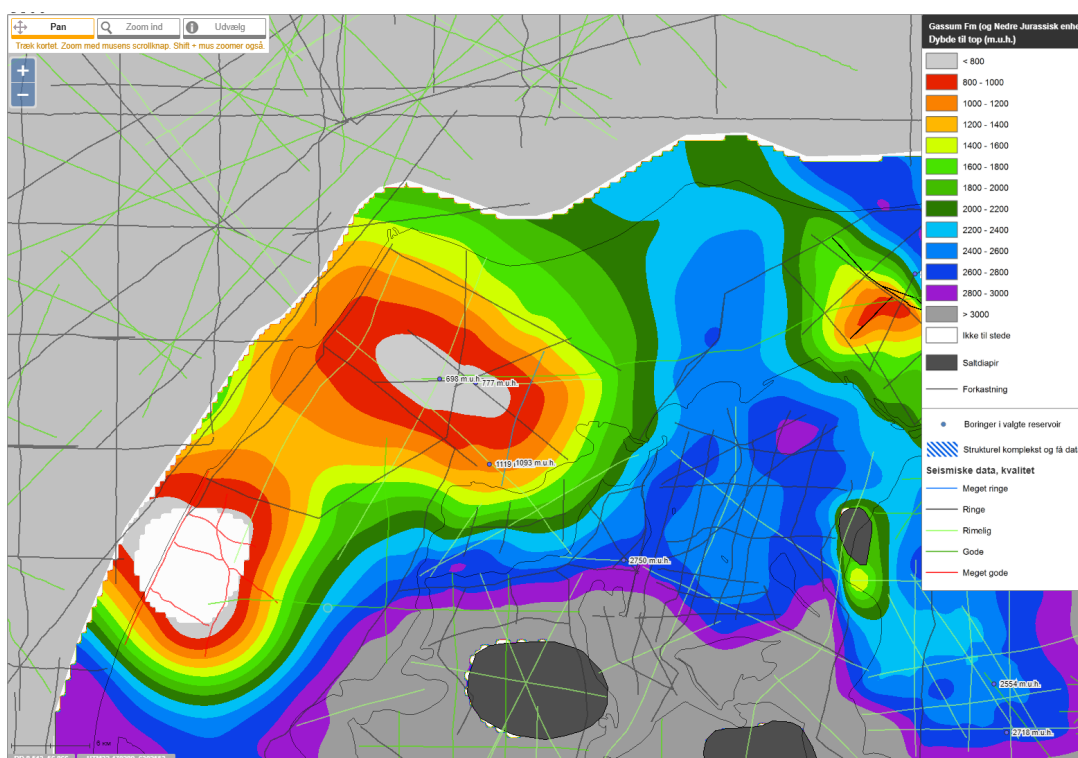 Pan
Zoom ind
Udvælg
Træk kortet. Zoom med musens scrollknap. Shift + mus zoomer også.
+
−
Gassum Fm (og Nedre Jurassisk enhe
Dybde til top (m.u.h.)
< 800
800 - 1000
1000 - 1200
1200 - 1400
1400 - 1600
1600 - 1800
1800 - 2000
2000 - 2200
2200 - 2400
2400 - 2600
2600 - 2800
2800 - 3000
> 3000
Ikke til stede
Saltdiapir
Forkastning
Boringer i valgte reservoir
Strukturel komplekst og få dat
Seismiske data, kvalitet
Meget ringe
Ringe
Rimelig
Gode
Meget gode
698 m.u.h.
777 m.u.h.
1119
1093 m.u.h.
2750 m.u.h.
2554 m.u.h.
2718 m.u.h.
6 км